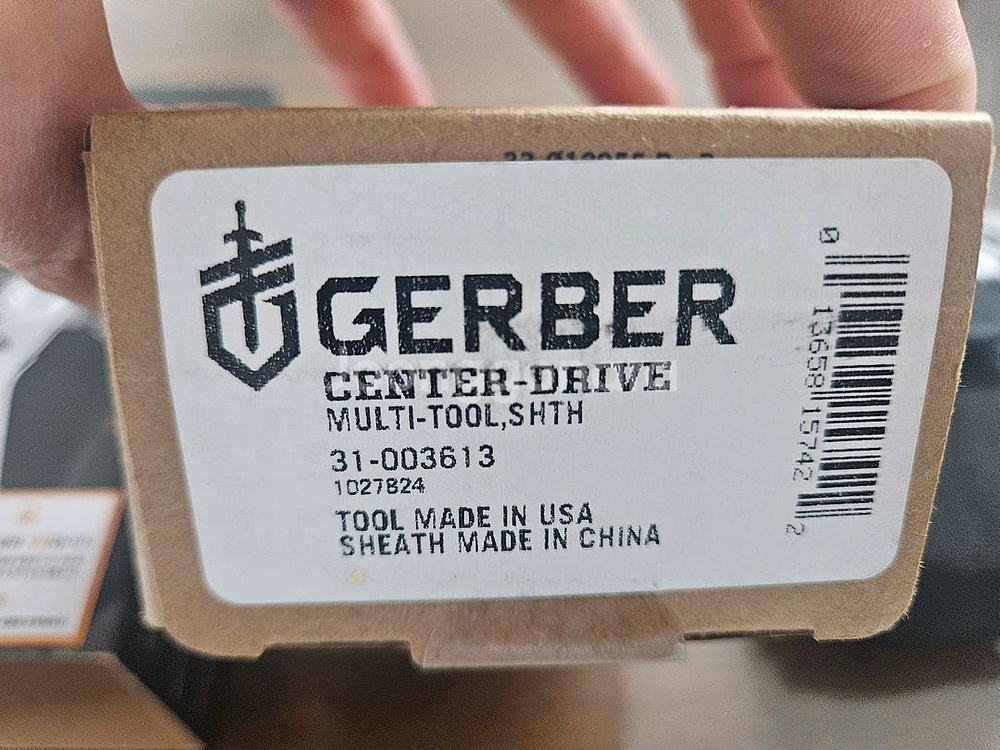 GERBER
CENTER-DRIVE
MULTI-TOOL,SHTH
31-003613
1027824
TOOL MADE IN USA
SHEATH MADE IN CHINA
0 13658 15742 2